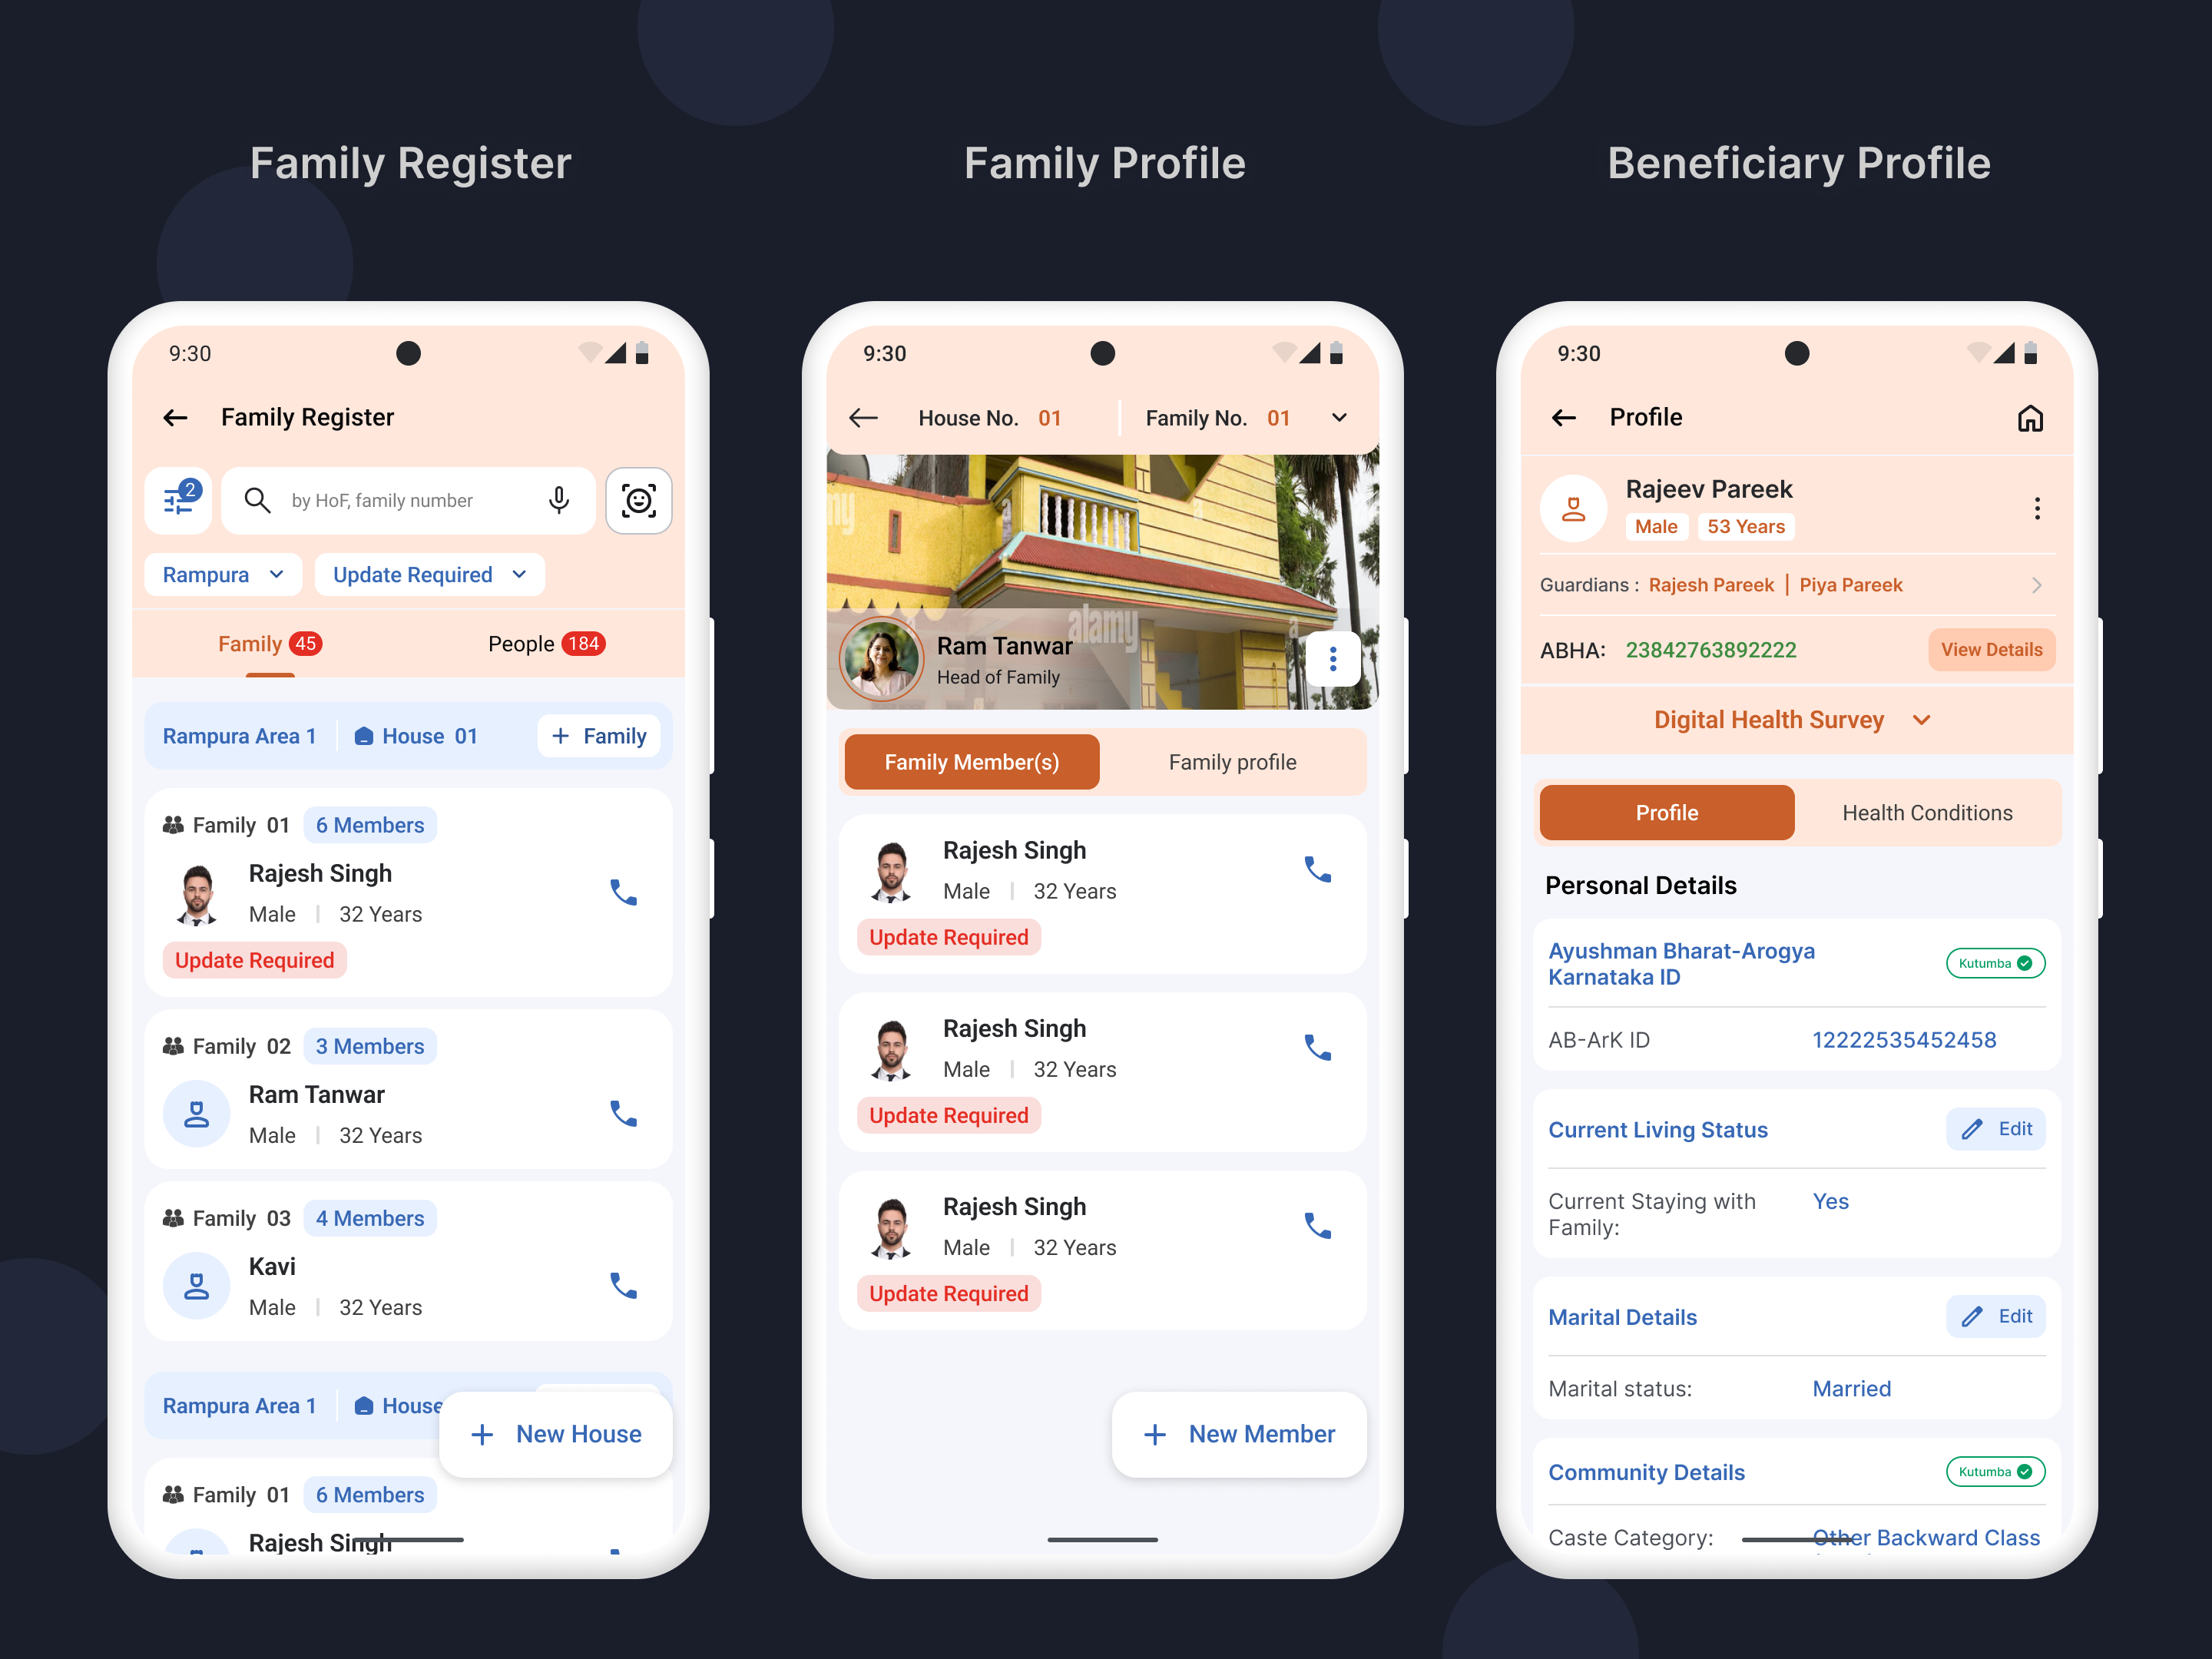 Family Register
Family Profile
Beneficiary Profile
9:30
Family Register
2
by HoF, family number
Rampura
Update Required
Family 45
People 184
Rampura Area 1
House 01
+ Family
Family 01
6 Members
Rajesh Singh
Male | 32 Years
Update Required
Family 02
3 Members
Ram Tanwar
Male | 32 Years
Family 03
4 Members
Kavi
Male | 32 Years
Rampura Area 1
House
+ New House
Family 01
6 Members
Rajesh Singh
9:30
House No. 01
Family No. 01
alamy
a
a
Ram Tanwar
Head of Family
Family Member(s)
Family profile
Rajesh Singh
Male | 32 Years
Update Required
Rajesh Singh
Male | 32 Years
Update Required
Rajesh Singh
Male | 32 Years
Update Required
+ New Member
9:30
Profile
Rajeev Pareek
Male
53 Years
Guardians : Rajesh Pareek | Piya Pareek
ABHA: 23842763892222
View Details
Digital Health Survey
Profile
Health Conditions
Personal Details
Ayushman Bharat-Arogya
Karnataka ID
Kutumba
AB-ArK ID
12222535452458
Current Living Status
Edit
Current Staying with
Family:
Yes
Marital Details
Edit
Marital status:
Married
Community Details
Kutumba
Caste Category:
Other Backward Class